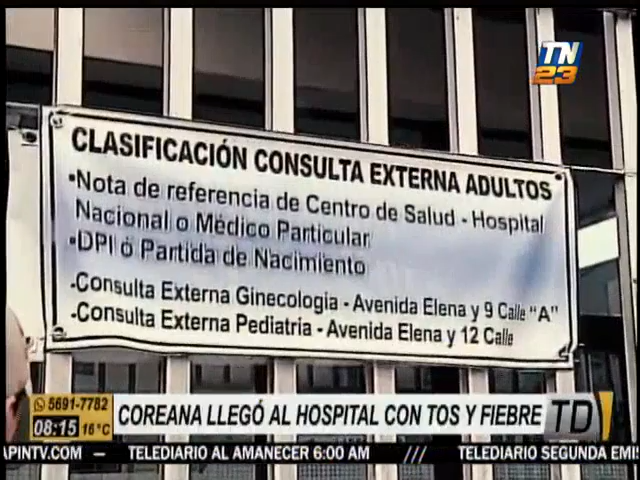 TN
23
CLASIFICACIÓN CONSULTA EXTERNA ADULTOS
•Nota de referencia de Centro de Salud - Hospital
Nacional o Médico Particular
•DPI ó Partida de Nacimiento
-Consulta Externa Ginecologia - Avenida Elena y 9 Calle "A"
-Consulta Externa Pediatria - Avenida Elena y 12 Calle
5691-7782
08:15 16°C
COREANA LLEGÓ AL HOSPITAL CON TOS Y FIEBRE
TD
APINTV.COM — TELEDIARIO AL AMANECER 6:00 AM /// TELEDIARIO SEGUNDA EMIS